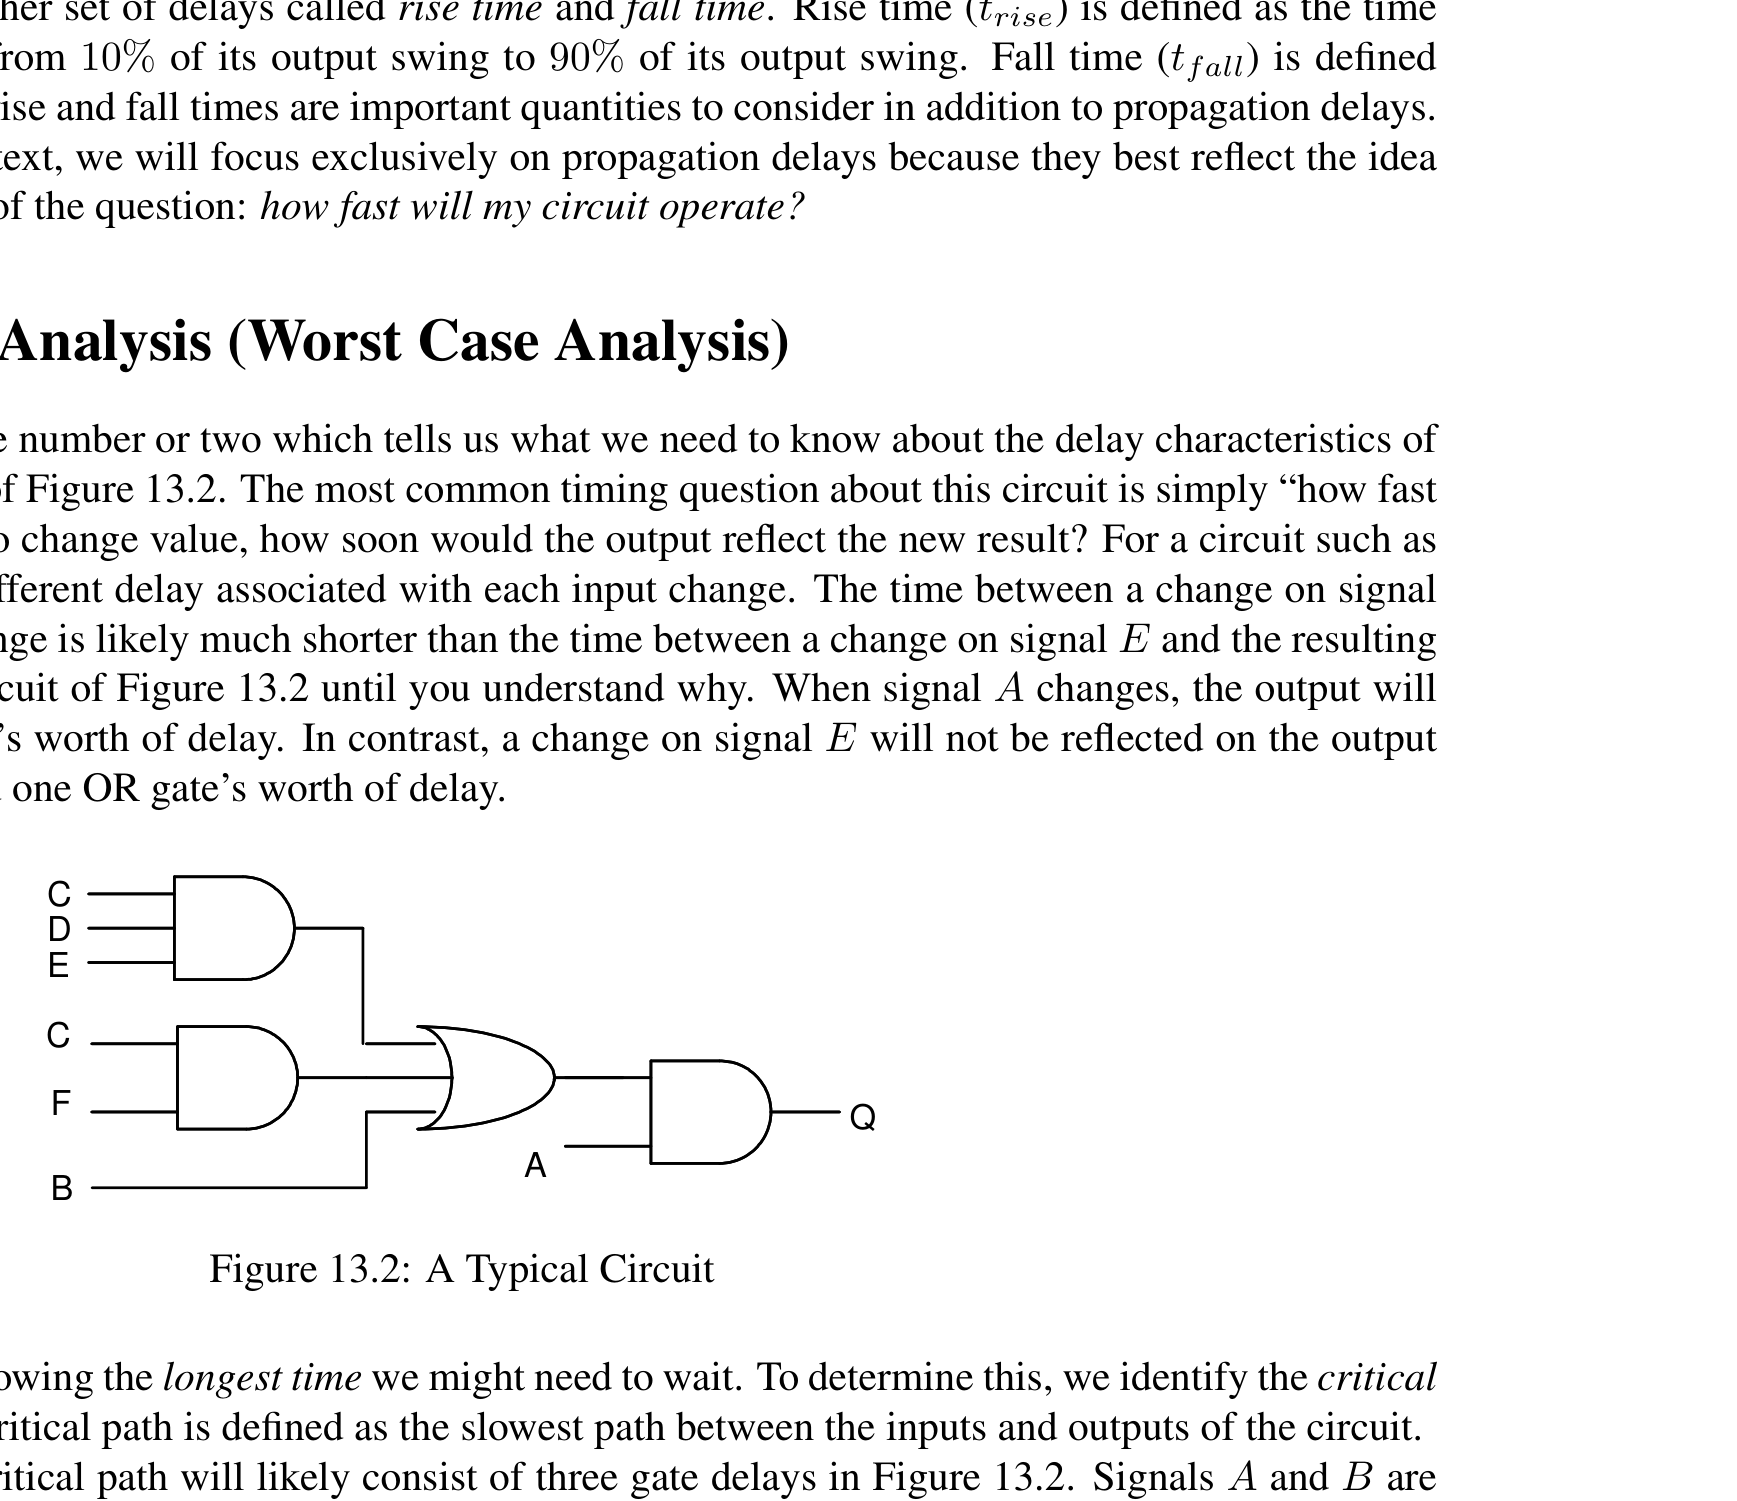 her set of delays called rise time and fall time. Rise time (t_rise) is defined as the time
rom 10% of its output swing to 90% of its output swing. Fall time (t_fall) is defined
ise and fall times are important quantities to consider in addition to propagation delays.
text, we will focus exclusively on propagation delays because they best reflect the idea
of the question: how fast will my circuit operate?
Analysis (Worst Case Analysis)
e number or two which tells us what we need to know about the delay characteristics of
f Figure 13.2. The most common timing question about this circuit is simply “how fast
o change value, how soon would the output reflect the new result? For a circuit such as
fferent delay associated with each input change. The time between a change on signal
nge is likely much shorter than the time between a change on signal E and the resulting
cuit of Figure 13.2 until you understand why. When signal A changes, the output will
’s worth of delay. In contrast, a change on signal E will not be reflected on the output
one OR gate’s worth of delay.
C
D
E
C
F
B
A
Q
Figure 13.2: A Typical Circuit
owing the longest time we might need to wait. To determine this, we identify the critical
ritical path is defined as the slowest path between the inputs and outputs of the circuit.
ritical path will likely consist of three gate delays in Figure 13.2. Signals A and B are